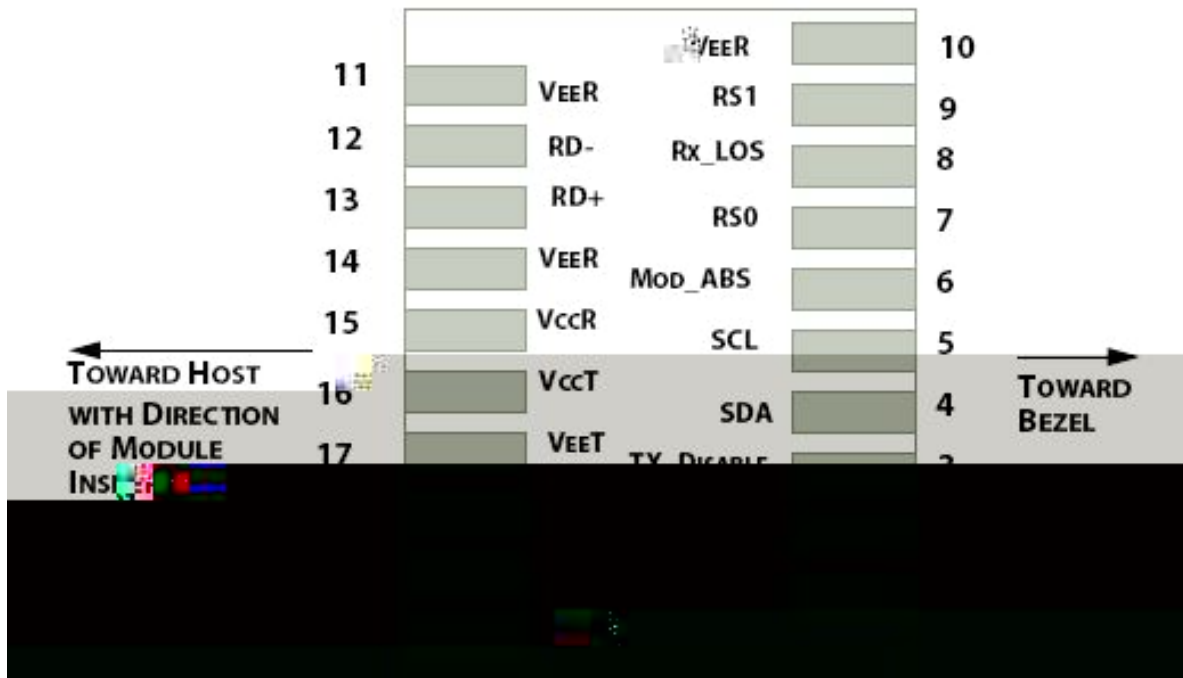 VEER 10
11 VEER RS1 9
12 RD- Rx_LOS 8
13 RD+ RS0 7
14 VEER MOD_ABS 6
15 VCCR SCL 5
TOWARD HOST
WITH DIRECTION
OF MODULE
16 VCCT SDA 4
17 VEET TX_DISABLE
TOWARD
BEZEL